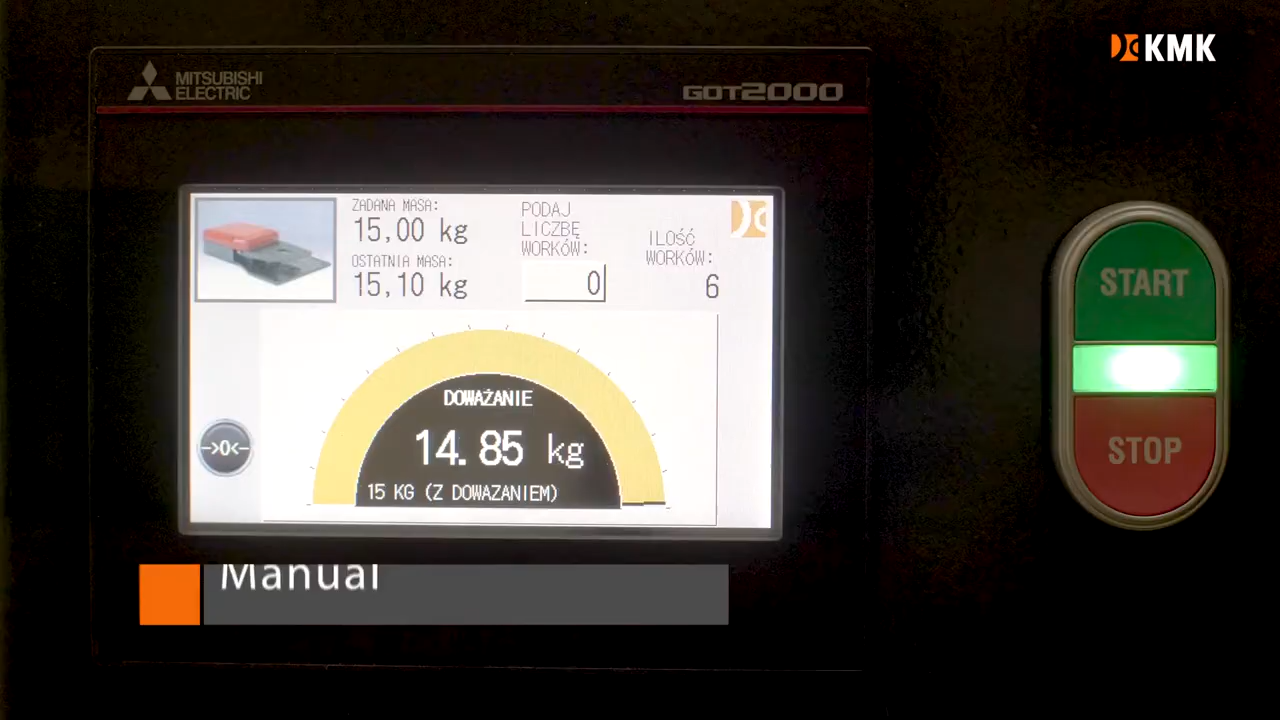 KMK
MITSUBISHI
ELECTRIC
GOT2000
ZADANA MASA:
15,00 kg
OSTATNIA MASA:
15,10 kg
PODAJ
LICZBĘ
WORKÓW:
0
ILOŚĆ
WORKÓW:
6
DOWAŻANIE
14.85 kg
15 KG (Z DOWAZANIEM)
→0←
START
STOP
Manual